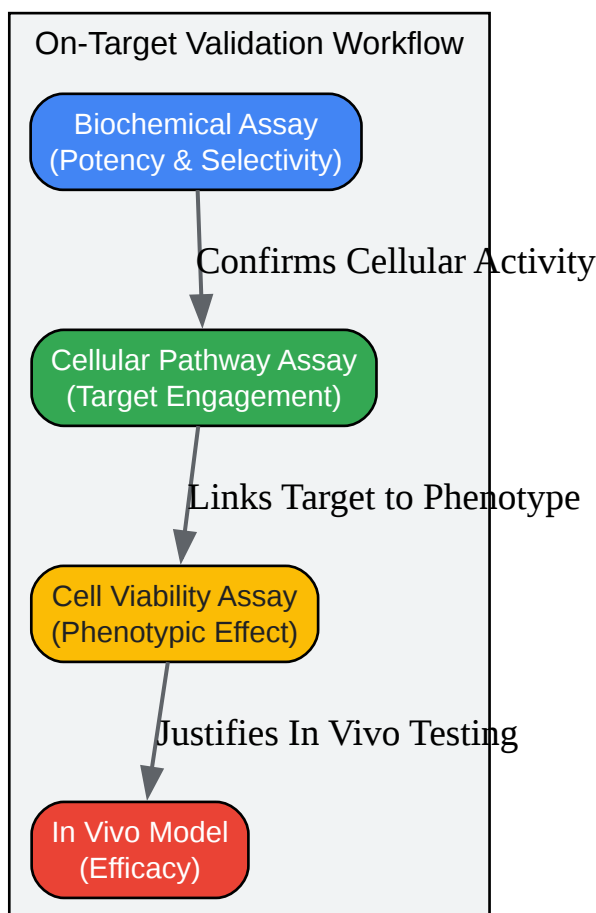 On-Target Validation Workflow
Biochemical Assay
(Potency & Selectivity)
Confirms Cellular Activity
Cellular Pathway Assay
(Target Engagement)
Links Target to Phenotype
Cell Viability Assay
(Phenotypic Effect)
Justifies In Vivo Testing
In Vivo Model
(Efficacy)